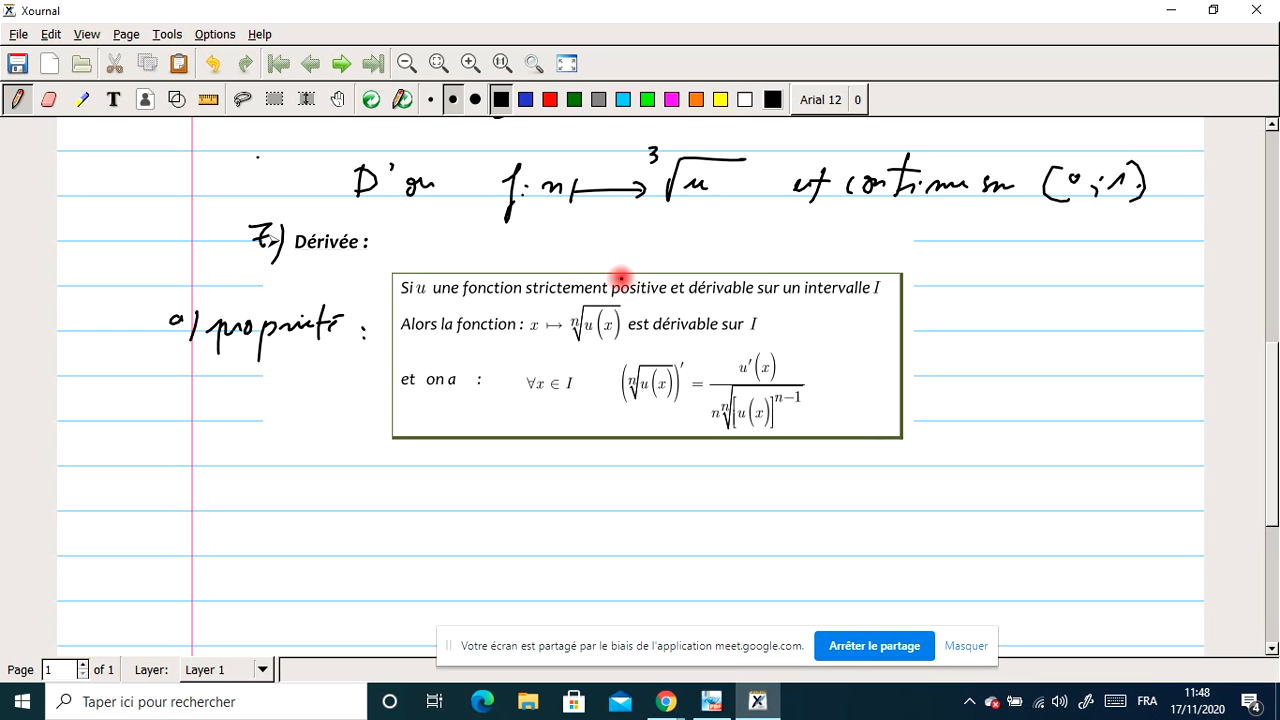 Xournal
File Edit View Page Tools Options Help
Arial 12 0
D'où f: x ↦ ∛u est continue sur [0;1].
7) Dérivée :
a) propriété :
Si u une fonction strictement positive et dérivable sur un intervalle I
Alors la fonction : x ↦ ⁿ√u(x) est dérivable sur I
et on a : ∀x ∈ I (ⁿ√u(x))′ = u′(x) / n ⁿ√[u(x)]ⁿ⁻¹
Votre écran est partagé par le biais de l'application meet.google.com. Arrêter le partage Masquer
Page 1 of 1 Layer: Layer 1
Taper ici pour rechercher
FRA
11:48
17/11/2020
4